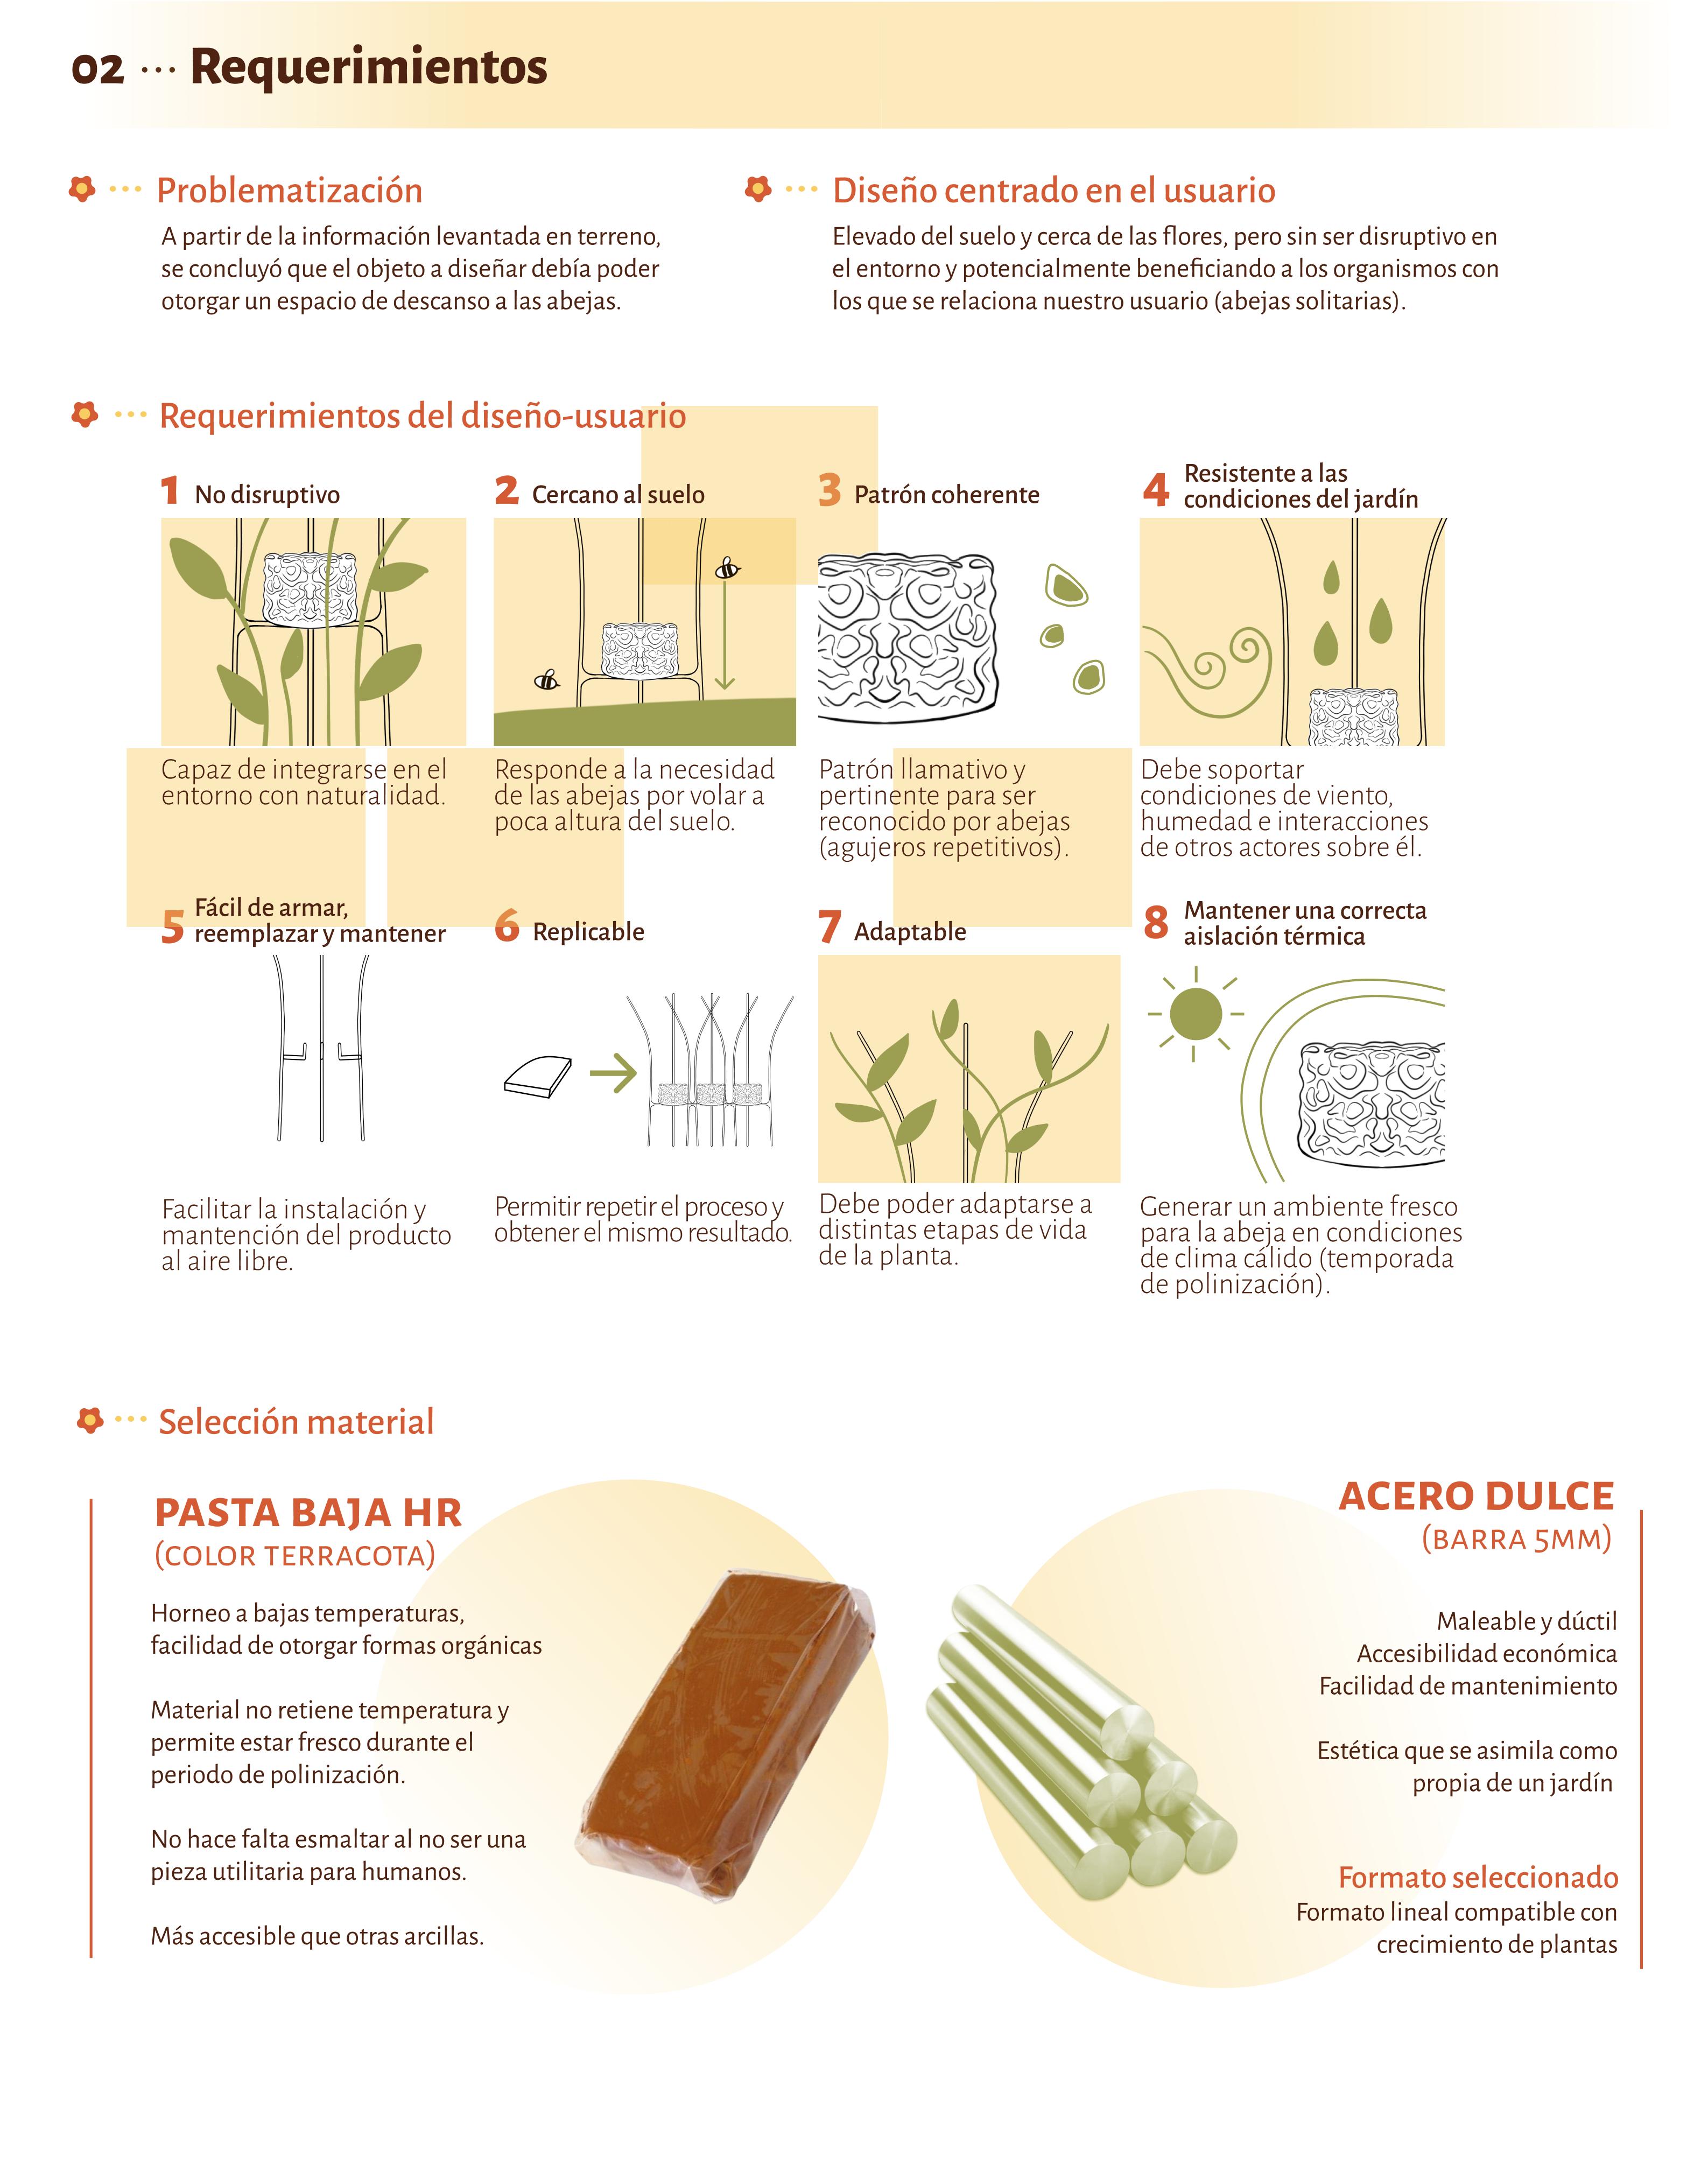 02 ··· Requerimientos
Problematización
A partir de la información levantada en terreno,
se concluyó que el objeto a diseñar debía poder
otorgar un espacio de descanso a las abejas.
Diseño centrado en el usuario
Elevado del suelo y cerca de las flores, pero sin ser disruptivo en
el entorno y potencialmente beneficiando a los organismos con
los que se relaciona nuestro usuario (abejas solitarias).
Requerimientos del diseño-usuario
1 No disruptivo
Capaz de integrarse en el
entorno con naturalidad.
2 Cercano al suelo
Responde a la necesidad
de las abejas por volar a
poca altura del suelo.
3 Patrón coherente
Patrón llamativo y
pertinente para ser
reconocido por abejas
(agujeros repetitivos).
4 Resistente a las
condiciones del jardín
Debe soportar
condiciones de viento,
humedad e interacciones
de otros actores sobre él.
5 Fácil de armar,
reemplazar y mantener
Facilitar la instalación y
mantención del producto
al aire libre.
6 Replicable
Permitir repetir el proceso y
obtener el mismo resultado.
7 Adaptable
Debe poder adaptarse a
distintas etapas de vida
de la planta.
8 Mantener una correcta
aislación térmica
Generar un ambiente fresco
para la abeja en condiciones
de clima cálido (temporada
de polinización).
Selección material
PASTA BAJA HR
(COLOR TERRACOTA)
Horneo a bajas temperaturas,
facilidad de otorgar formas orgánicas
Material no retiene temperatura y
permite estar fresco durante el
periodo de polinización.
No hace falta esmaltar al no ser una
pieza utilitaria para humanos.
Más accesible que otras arcillas.
ACERO DULCE
(BARRA 5MM)
Maleable y dúctil
Accesibilidad económica
Facilidad de mantenimiento
Estética que se asimila como
propia de un jardín
Formato seleccionado
Formato lineal compatible con
crecimiento de plantas